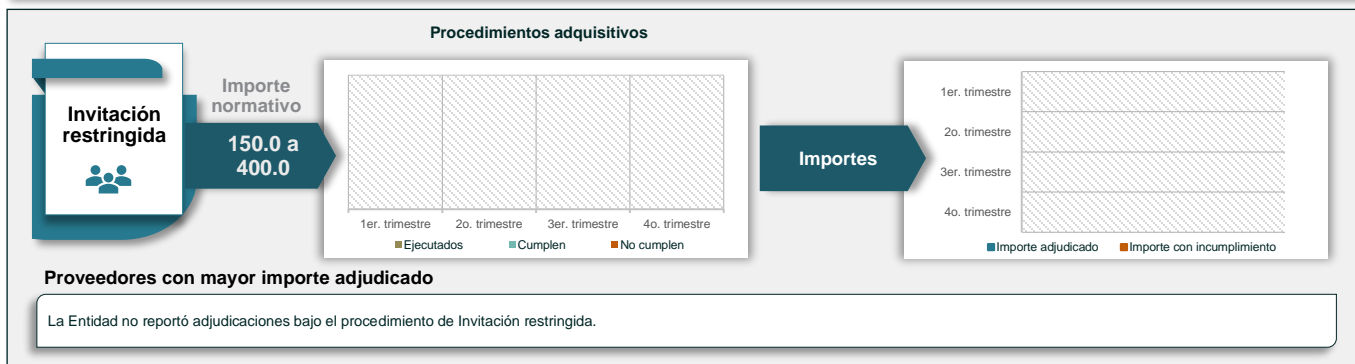 Procedimientos adquisitivos
Invitación
restringida
Importe
normativo
150.0 a
400.0
1er. trimestre
2o. trimestre
3er. trimestre
4o. trimestre
Ejecutados
Cumplen
No cumplen
Importes
1er. trimestre
2o. trimestre
3er. trimestre
4o. trimestre
Importe adjudicado
Importe con incumplimiento
Proveedores con mayor importe adjudicado
La Entidad no reportó adjudicaciones bajo el procedimiento de Invitación restringida.